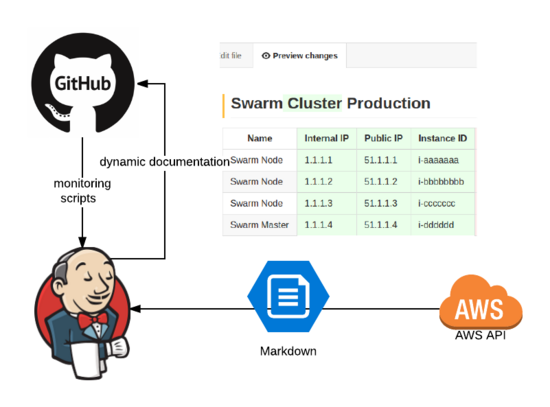 GitHub
dit file
Preview changes
Swarm Cluster Production
Name Internal IP Public IP Instance ID
Swarm Node 1.1.1.1 51.1.1.1 i-aaaaaaa
Swarm Node 1.1.1.2 51.1.1.2 i-bbbbbbbb
Swarm Node 1.1.1.3 51.1.1.3 i-ccccccc
Swarm Master 1.1.1.4 51.1.1.4 i-dddddd
dynamic documentation
monitoring
scripts
Markdown
AWS
AWS API